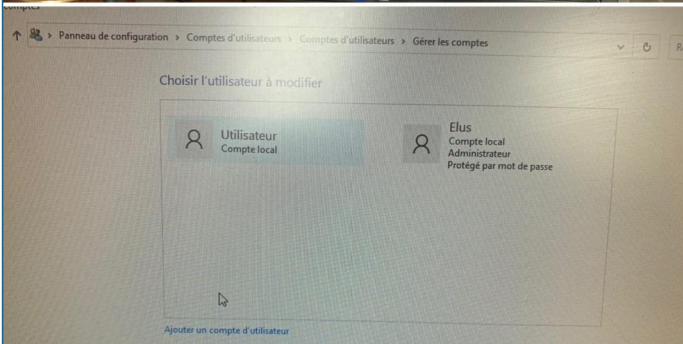 comptes
Panneau de configuration > Comptes d'utilisateurs > Comptes d'utilisateurs > Gérer les comptes
Choisir l'utilisateur à modifier
Utilisateur
Compte local
Elus
Compte local
Administrateur
Protégé par mot de passe
Ajouter un compte d'utilisateur